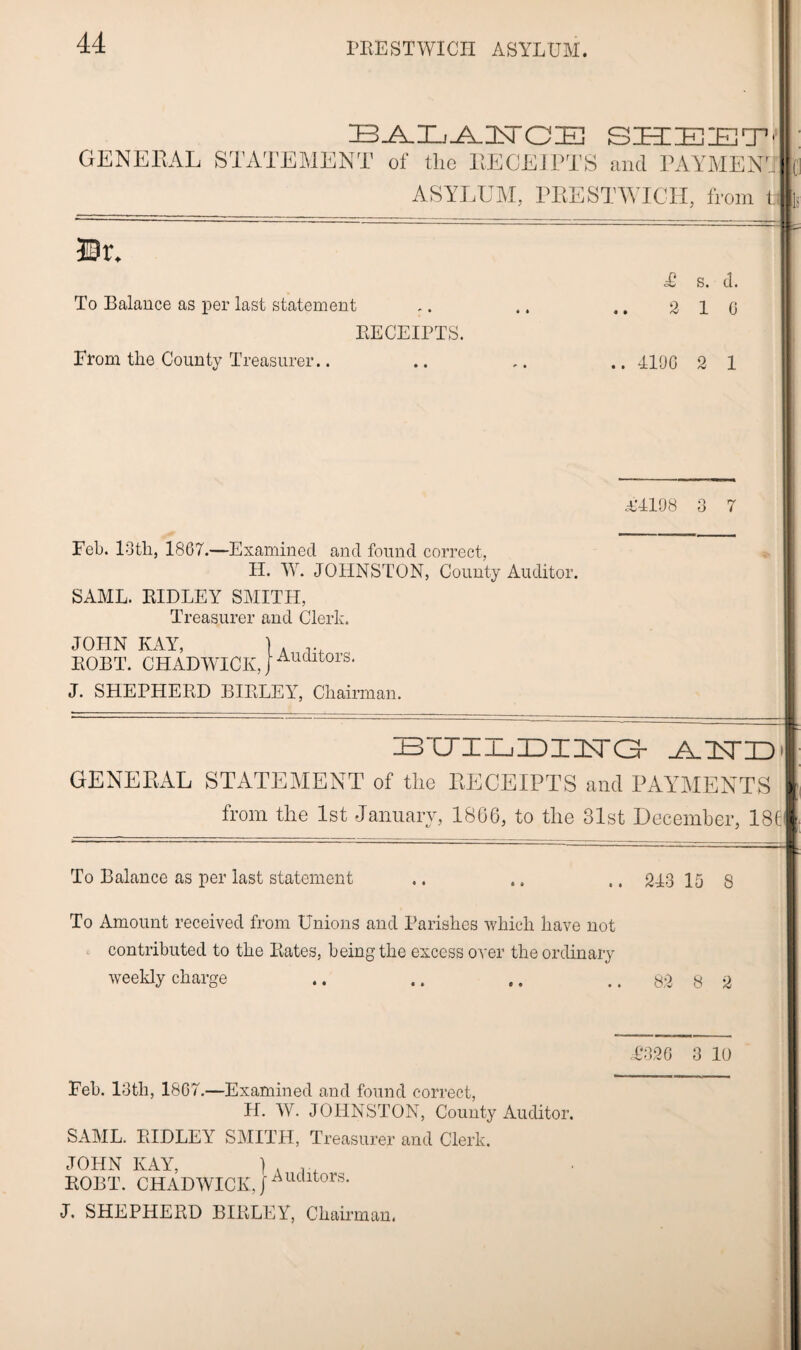 44
PRESTWICH ASYLUM.
BALANCE SHEET
GENERAL STATEMENT of the RECEIPTS and PAYMENT
ASYLUM, PRESTWICH, from
Dr.
£ s. d.
To Balance as per last statement .. .. .. 2 1 6
RECEIPTS.
From the County Treasurer.. .. .. .. 4196 2 1
£4198 3 7
Feb. 13th, 1867.—Examined and found correct,
H. W. JOHNSTON, County Auditor.
SAML. RIDLEY SMITH,
Treasurer and Clerk.
JOHN KAY,
ROBT. CHADWICK, } Auditors.
J. SHEPHERD BIRLEY, Chairman.
BUILDING AND
GENERAL STATEMENT of the RECEIPTS and PAYMENTS
from the 1st January, 1866, to the 31st December, 186
To Balance as per last statement .. .. .. 243 15 8
To Amount received from Unions and Parishes which have not
contributed to the Rates, being the excess over the ordinary
weekly charge .. .. .. .. 82 8 2
£326 3 10
Feb. 13th, 1867.—Examined and found correct,
H. W. JOHNSTON, County Auditor.
SAML. RIDLEY SMITH, Treasurer and Clerk.
JOHN KAY,
ROBT. CHADWICK, } Auditors.
J. SHEPHERD BIRLEY, Chairman.